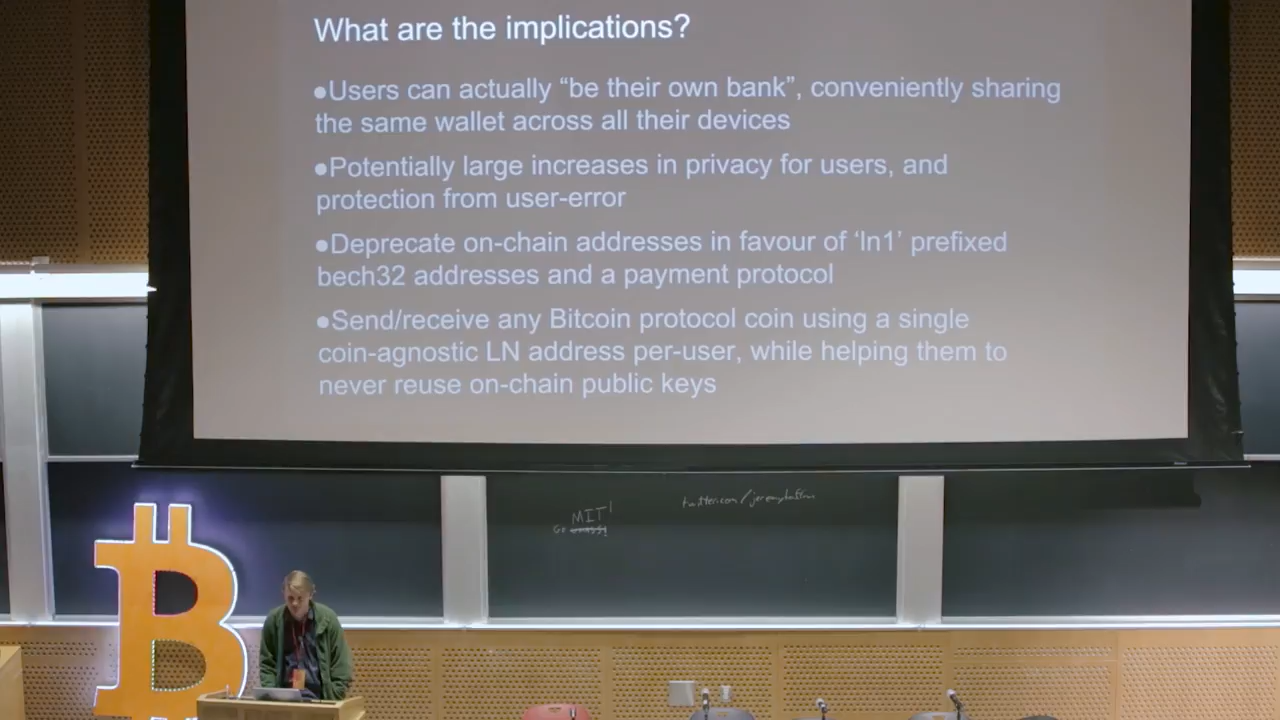 What are the implications?
●Users can actually “be their own bank”, conveniently sharing
the same wallet across all their devices
●Potentially large increases in privacy for users, and
protection from user-error
●Deprecate on-chain addresses in favour of ‘ln1’ prefixed
bech32 addresses and a payment protocol
●Send/receive any Bitcoin protocol coin using a single
coin-agnostic LN address per-user, while helping them to
never reuse on-chain public keys
MIT!
Go